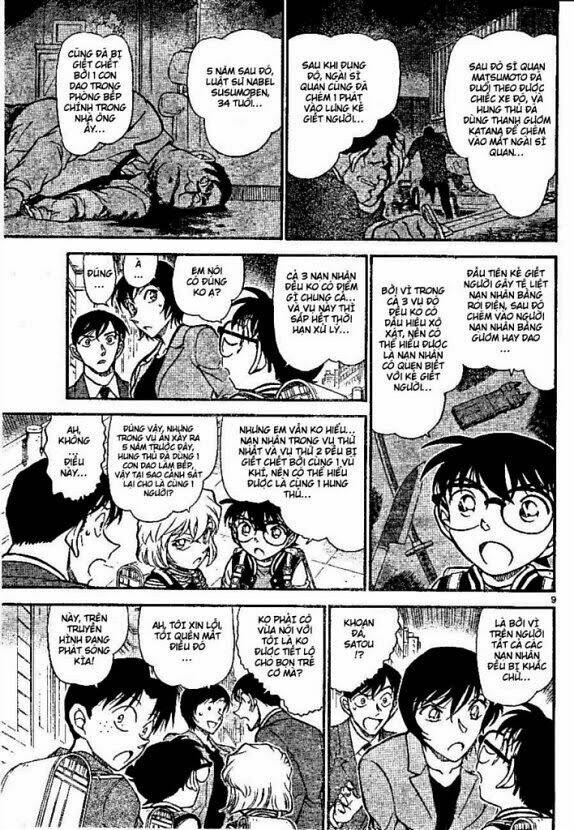 SAU ĐÓ SĨ QUAN
MATSUMOTO ĐÃ
ĐUỔI THEO ĐƯỢC
CHIẾC XE ĐÓ, VÀ
HUNG THỦ ĐÃ
DÙNG THANH GƯƠM
KATANA ĐỂ CHÉM
VÀO MẮT NGÀI SĨ
QUAN...
SAU KHI ĐỤNG
ĐỘ, NGÀI SĨ
QUAN CŨNG ĐÃ
CHÉM 1 PHÁT
VÀO LƯNG KẺ
GIẾT NGƯỜI...
5 NĂM SAU ĐÓ,
LUẬT SƯ NABEI
SUSUMOBEN,
34 TUỔI...
CŨNG ĐÃ BỊ
GIẾT CHẾT
BỞI 1 CON
DAO TRONG
PHÒNG BẾP
CHÍNH TRONG
NHÀ ÔNG
ẤY...
ĐẦU TIÊN KẺ GIẾT
NGƯỜI GÂY TÊ LIỆT
NẠN NHÂN BẰNG
ROI ĐIỆN, SAU ĐÓ
CHÉM VÀO NGƯỜI
NẠN NHÂN BẰNG
GƯƠM HAY DAO
...
BỞI VÌ TRONG
CẢ 3 VỤ ĐÓ
ĐỀU KO CÓ
DẤU HIỆU XÔ
XÁT, NÊN CÓ
THỂ HIỂU ĐƯỢC
LÀ NẠN NHÂN
CÓ QUEN BIẾT
VỚI KẺ GIẾT
NGƯỜI...
CẢ 3 NẠN NHÂN
ĐỀU KO CÓ ĐIỂM
GÌ CHUNG CẢ...
VÀ VỤ NÀY THÌ
SẮP HẾT THỜI
HẠN XỬ LÝ...
EM NÓI
CÓ ĐÚNG
KO Ạ?
À
...
ĐÚNG
...
NHƯNG EM VẪN KO HIỂU...
NẠN NHÂN TRONG VỤ THỨ
NHẤT VÀ VỤ THỨ 2 ĐỀU BỊ
GIẾT CHẾT BỞI CÙNG 1 VŨ
KHÍ, NÊN CÓ THỂ HIỂU
ĐƯỢC LÀ CÙNG 1 HUNG
THỦ...
ĐÚNG VẬY, NHƯNG
TRONG VỤ ÁN XẢY RA
5 NĂM TRƯỚC ĐÂY,
HUNG THỦ ĐÃ DÙNG 1
CON DAO LÀM BẾP,
VẬY TẠI SAO CẢNH SÁT
LẠI CHO LÀ CÙNG 1
NGƯỜI?
AH,
KHÔNG
...
ĐIỀU
NÀY...
9
LÀ BỞI VÌ
TRÊN NGƯỜI
TẤT CẢ CÁC
NẠN NHÂN
ĐỀU BỊ KHẮC
CHỮ...
KHOAN
ĐÃ,
SATOU
!?
KO PHẢI CÔ
VỪA NÓI VỚI
TÔI LÀ KO
ĐƯỢC TIẾT LỘ
CHO BỌN TRẺ
CƠ MÀ?
AH, TÔI
XIN LỖI,
TÔI QUÊN MẤT
ĐIỀU ĐÓ
...
NÀY, TRÊN
TRUYỀN
HÌNH ĐANG
PHÁT SÓNG
KÌA!